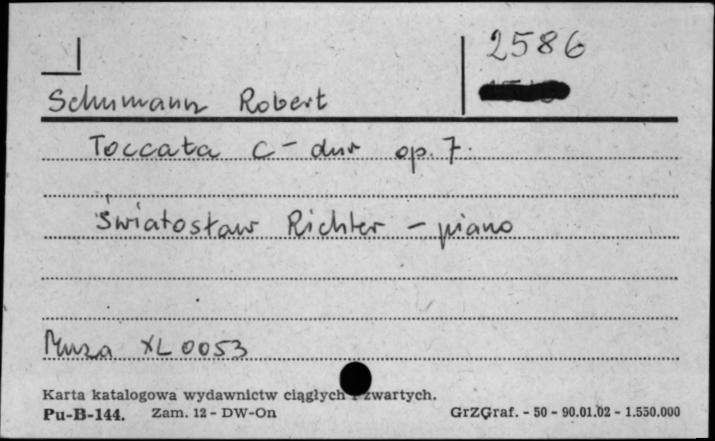 2586
Schumann Robert
Toccata C-dur op. 7.
Światosław Richter - piano
Muza XL 0053
Karta katalogowa wydawnictw ciągłych i zwartych.
Pu-B-144. Zam. 12 - DW-On GrZGraf. - 50 - 90.01.02 - 1.550.000